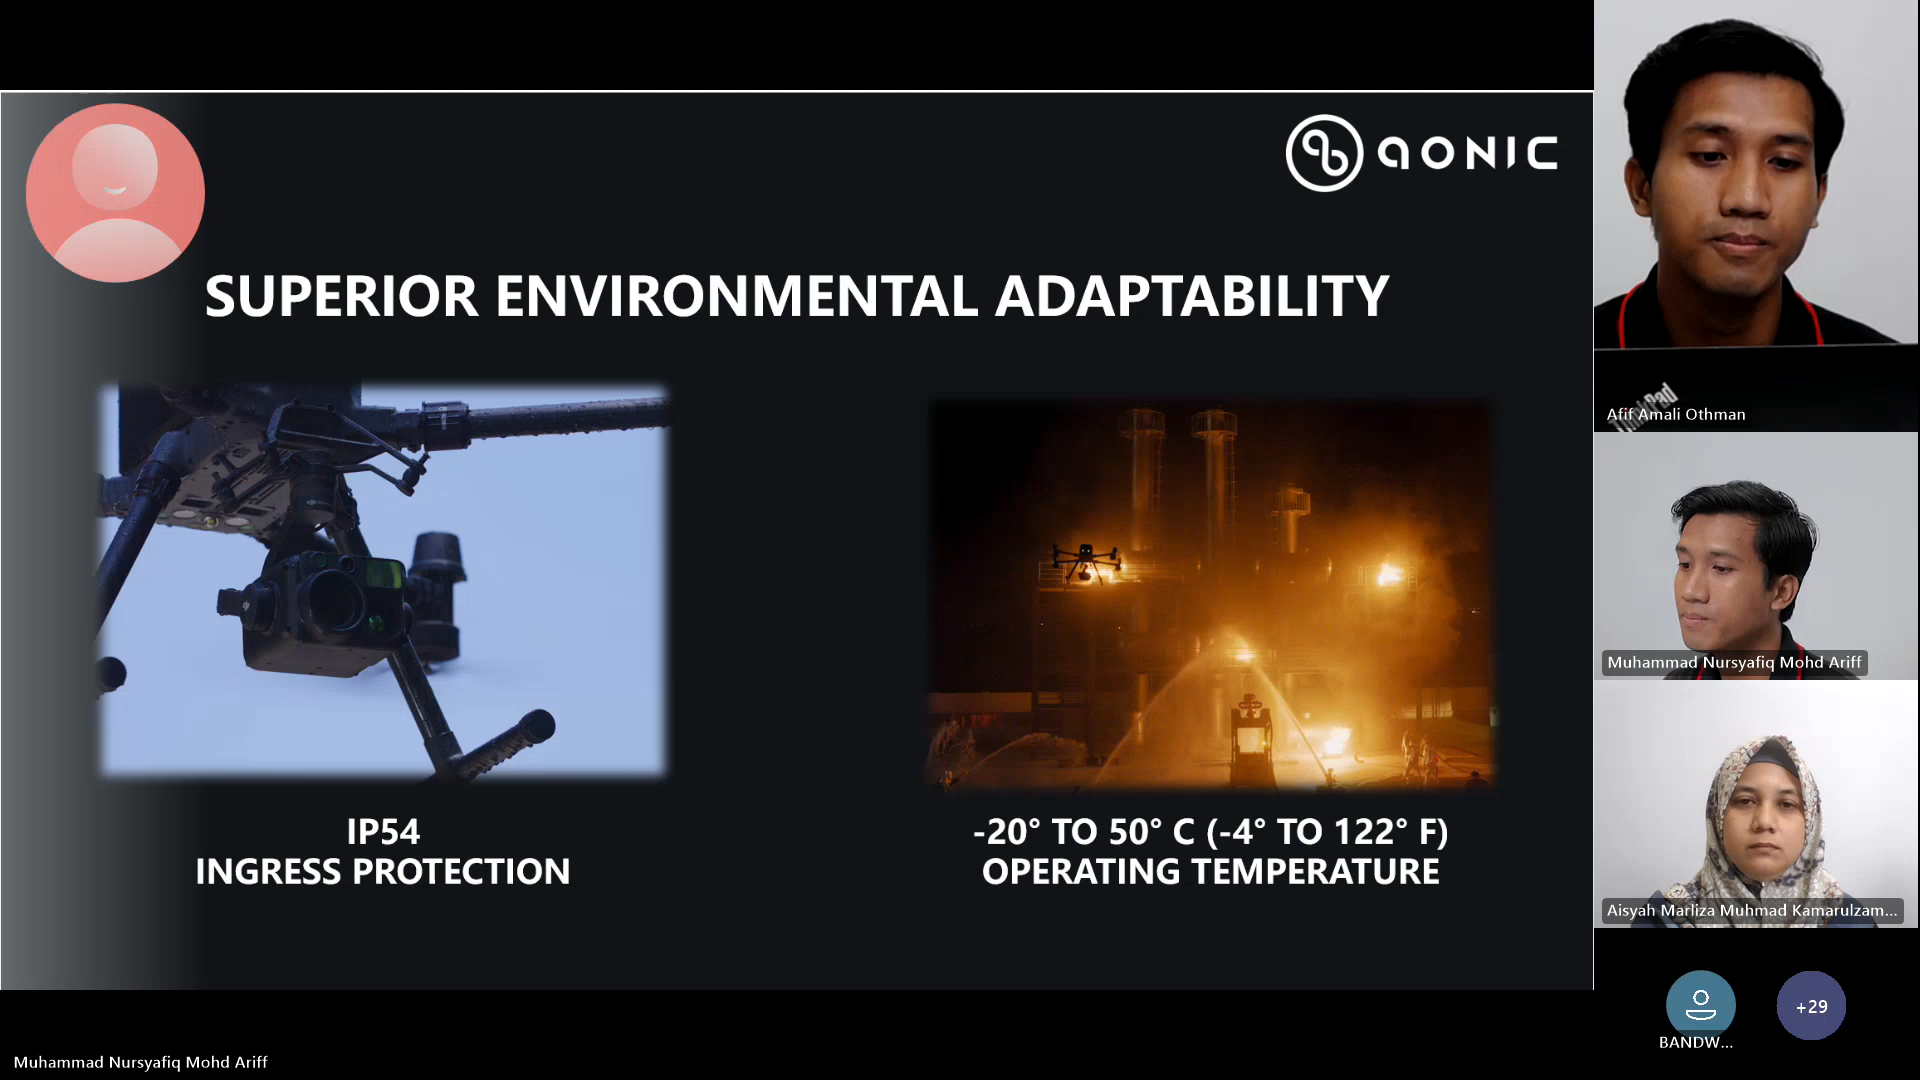 aonic
SUPERIOR ENVIRONMENTAL ADAPTABILITY
IP54
INGRESS PROTECTION
-20° TO 50° C (-4° TO 122° F)
OPERATING TEMPERATURE
ThinkPad
Afif Amali Othman
Muhammad Nursyafiq Mohd Ariff
Aisyah Marliza Muhmad Kamarulzam...
BANDW...
+29
Muhammad Nursyafiq Mohd Ariff